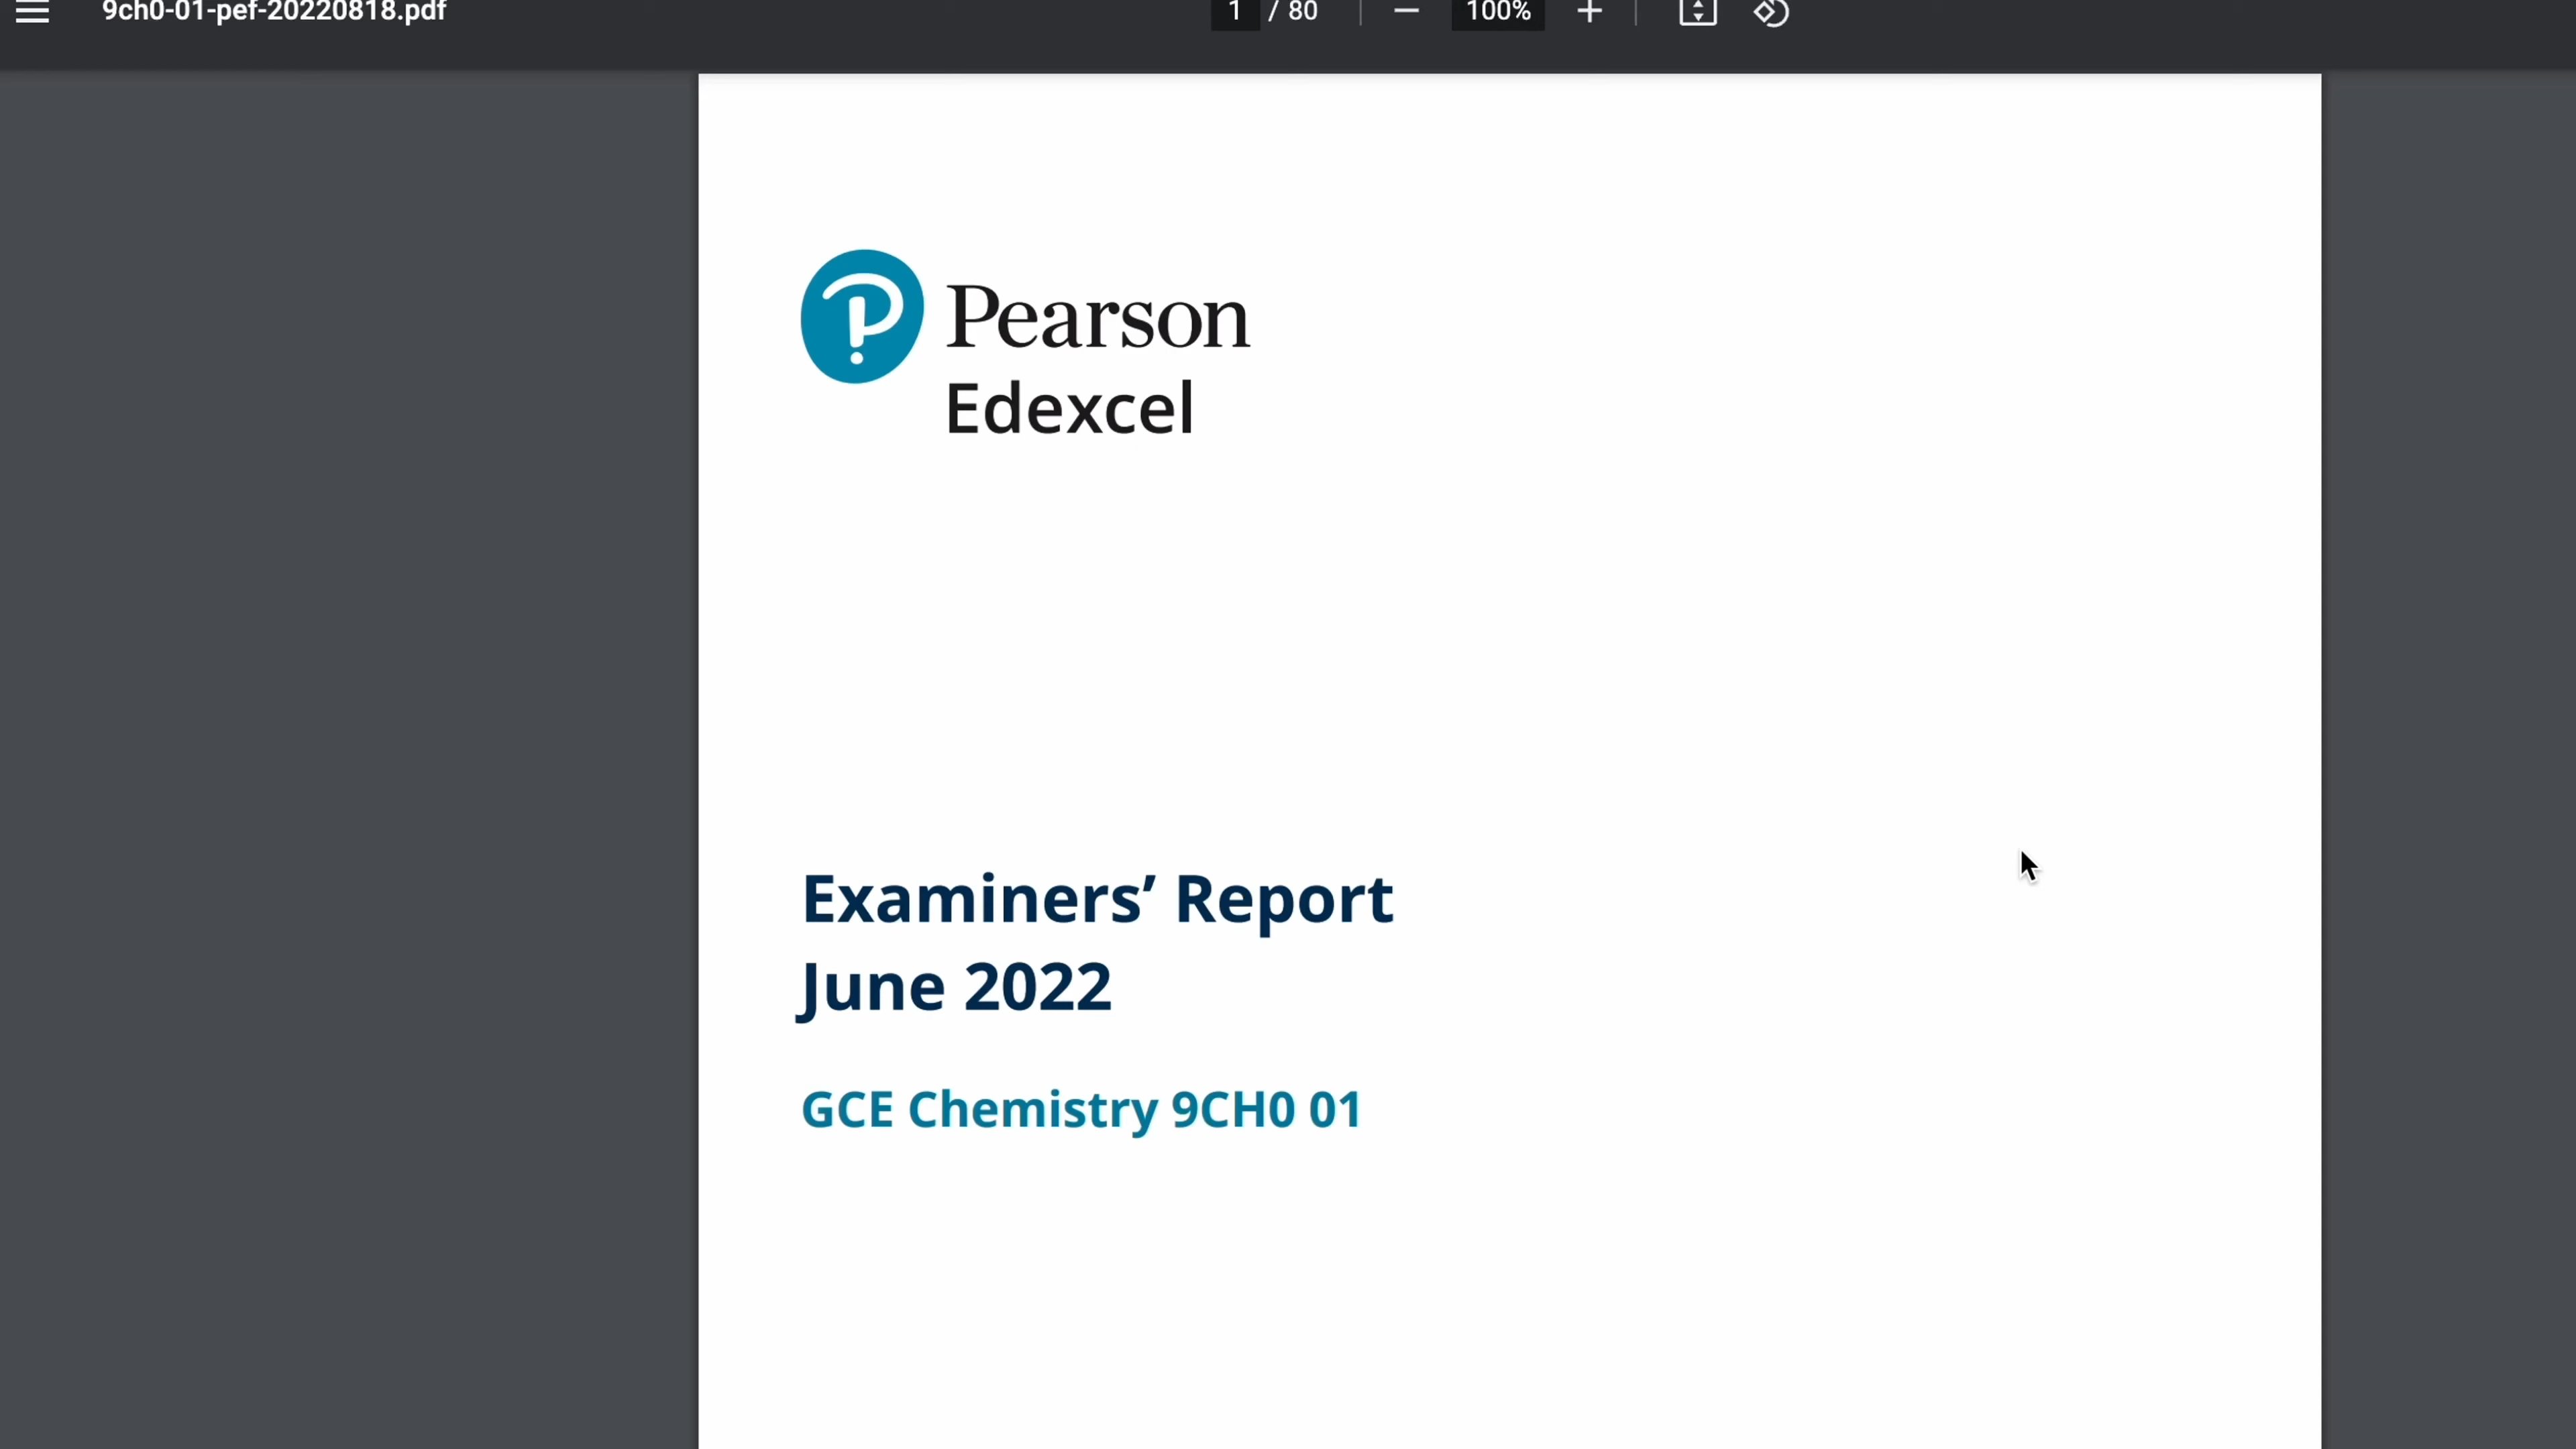 9ch0-01-pef-20220818.pdf
1 / 80
100%
Pearson
Edexcel
Examiners’ Report
June 2022
GCE Chemistry 9CH0 01